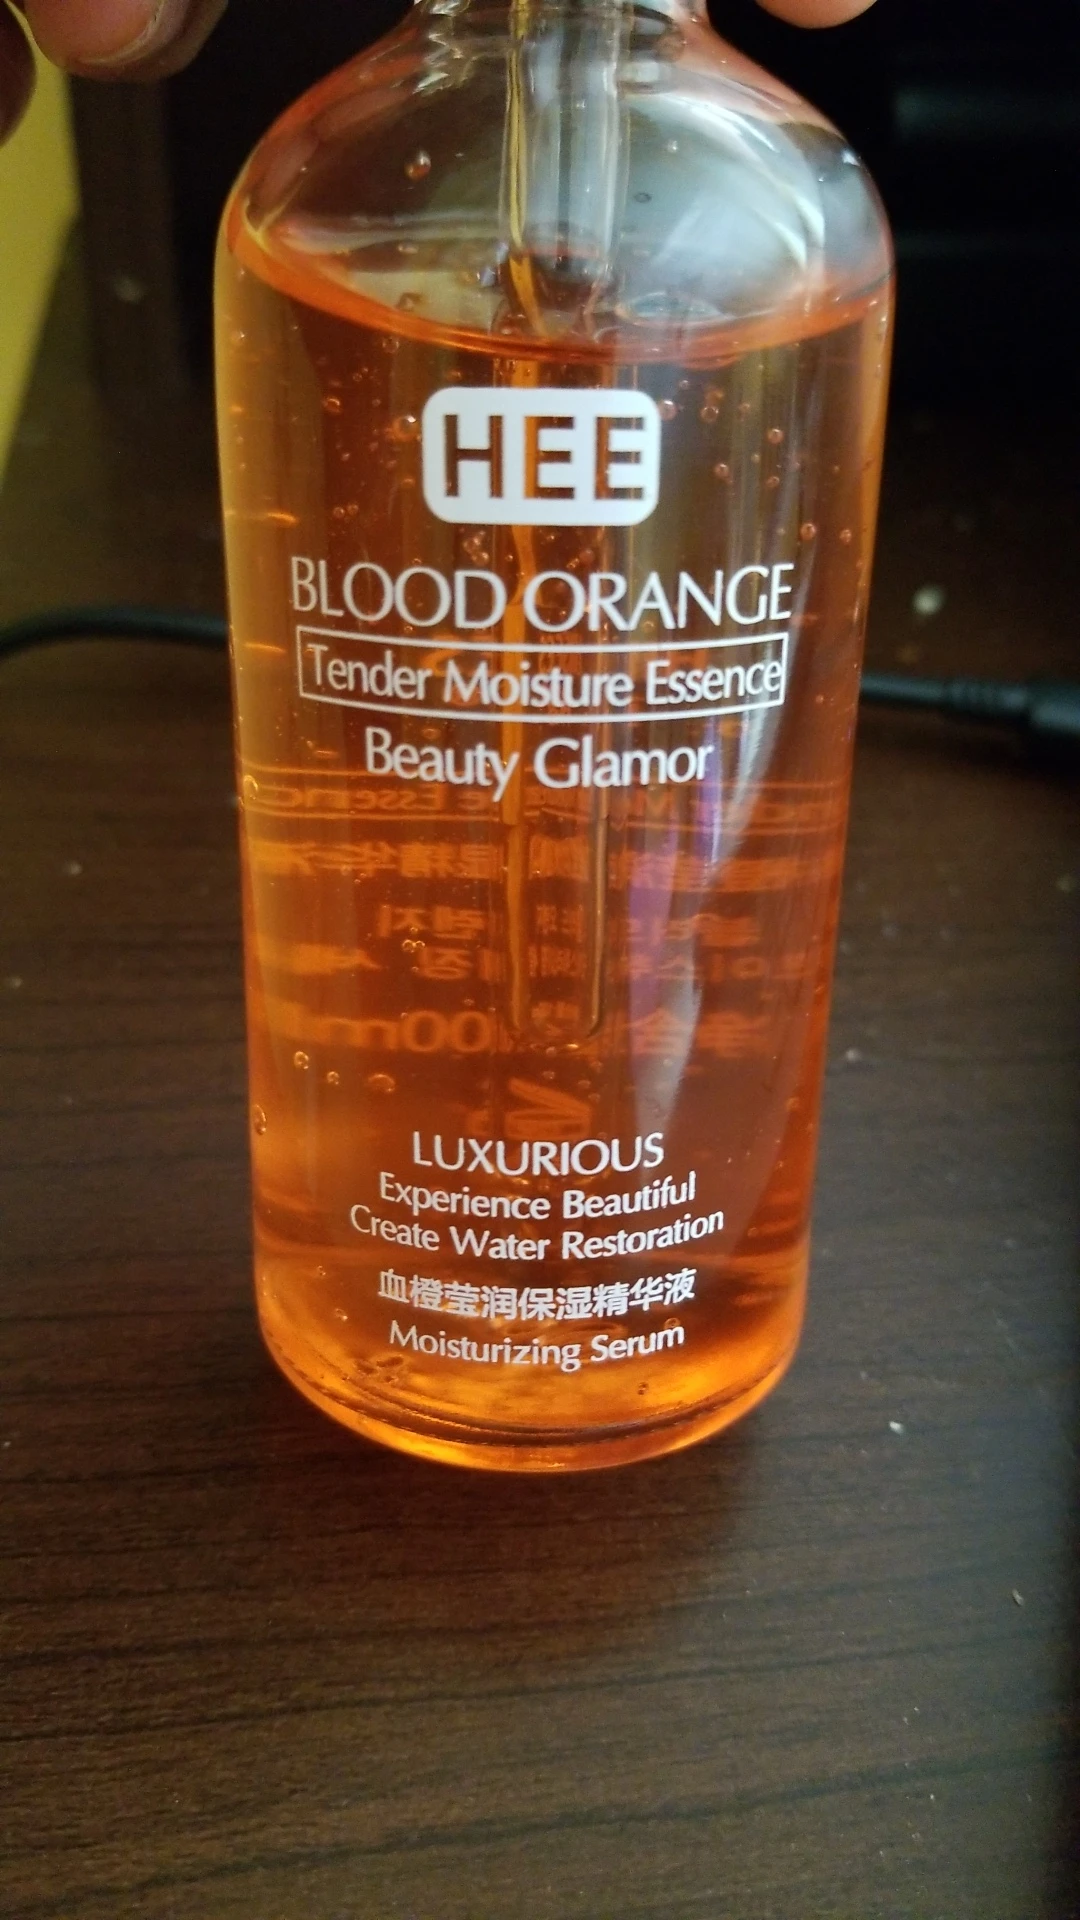 HEE
BLOOD ORANGE
Tender Moisture Essence
Beauty Glamor
LUXURIOUS
Experience Beautiful
Create Water Restoration
血橙莹润保湿精华液
Moisturizing Serum